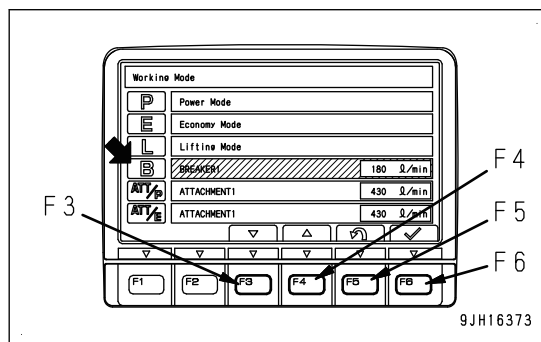 Working Mode
P Power Mode
E Economy Mode
L Lifting Mode
B BREAKER1 180 ℓ/min
ATT/P ATTACHMENT1 430 ℓ/min
ATT/E ATTACHMENT1 430 ℓ/min
F3
F4
F5
F6
F1 F2 F3 F4 F5 F6
9JH16373